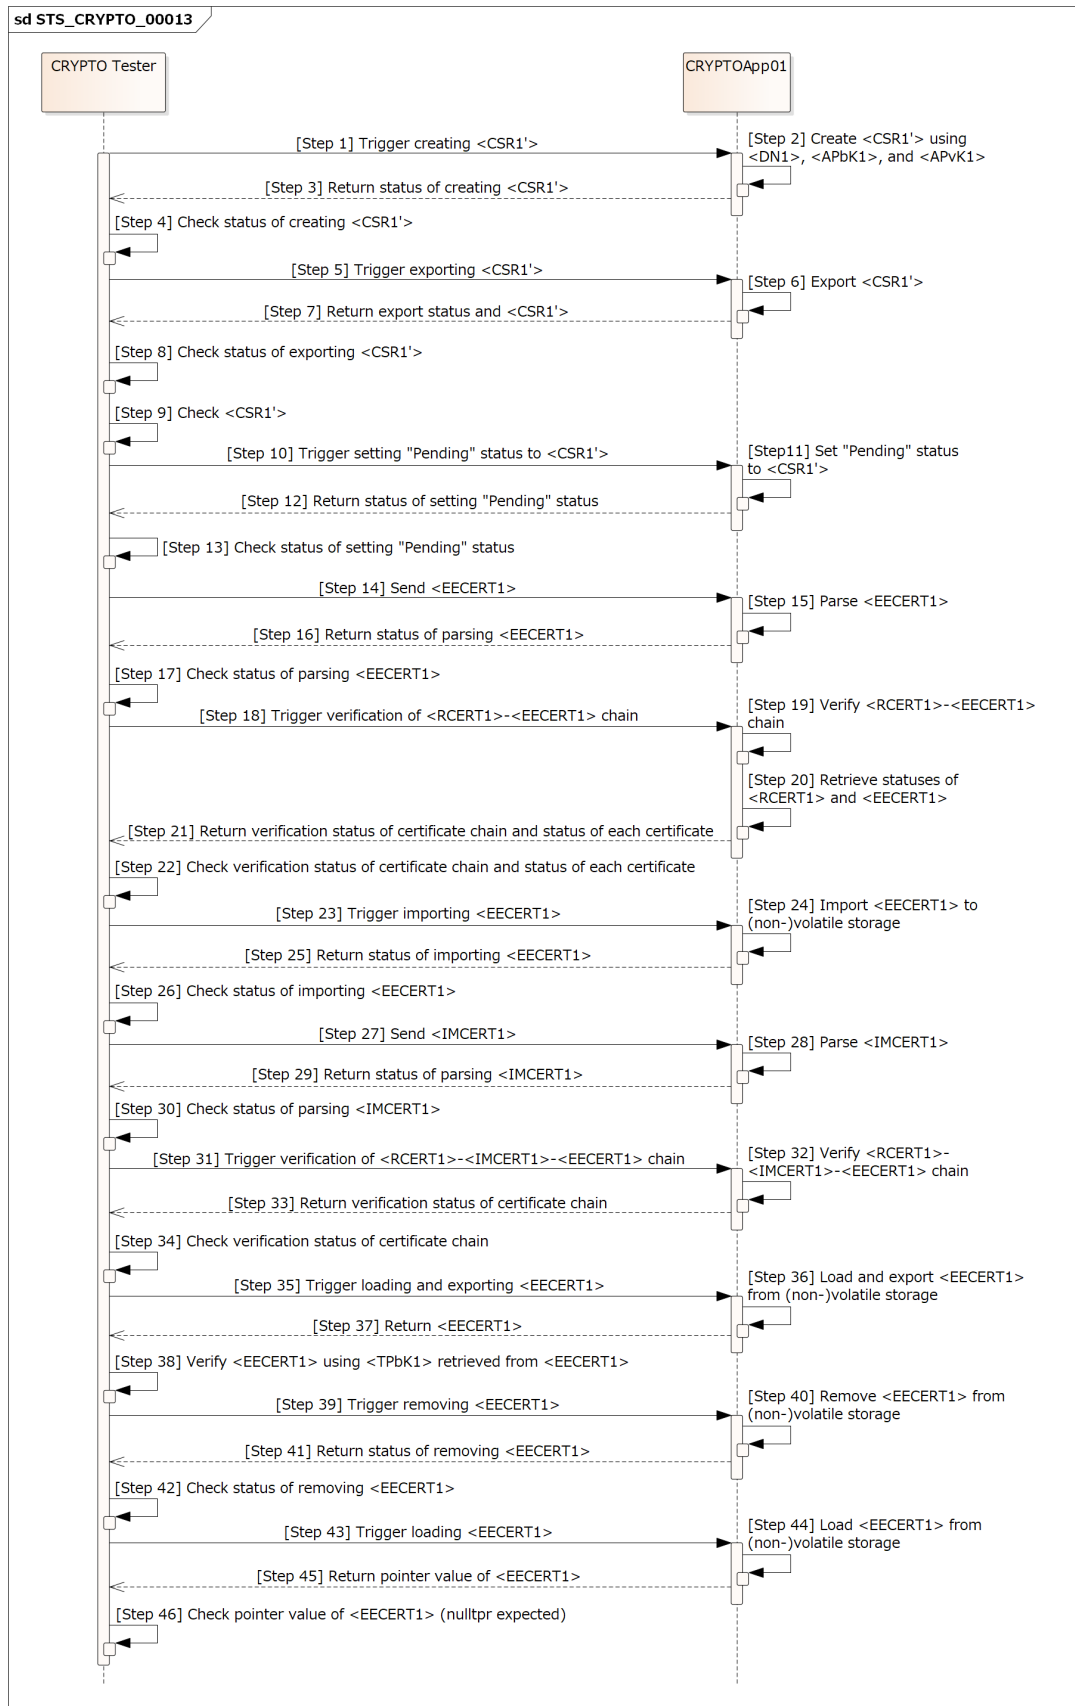 sd STS_CRYPTO_00013
CRYPTO Tester
CRYPTOApp01
[Step 1] Trigger creating <CSR1'>
[Step 2] Create <CSR1'> using
<DN1>, <APbK1>, and <APvK1>
[Step 3] Return status of creating <CSR1'>
[Step 4] Check status of creating <CSR1'>
[Step 5] Trigger exporting <CSR1'>
[Step 6] Export <CSR1'>
[Step 7] Return export status and <CSR1'>
[Step 8] Check status of exporting <CSR1'>
[Step 9] Check <CSR1'>
[Step 10] Trigger setting "Pending" status to <CSR1'>
[Step11] Set "Pending" status
to <CSR1'>
[Step 12] Return status of setting "Pending" status
[Step 13] Check status of setting "Pending" status
[Step 14] Send <EECERT1>
[Step 15] Parse <EECERT1>
[Step 16] Return status of parsing <EECERT1>
[Step 17] Check status of parsing <EECERT1>
[Step 18] Trigger verification of <RCERT1>-<EECERT1> chain
[Step 19] Verify <RCERT1>-<EECERT1>
chain
[Step 20] Retrieve statuses of
<RCERT1> and <EECERT1>
[Step 21] Return verification status of certificate chain and status of each certificate
[Step 22] Check verification status of certificate chain and status of each certificate
[Step 23] Trigger importing <EECERT1>
[Step 24] Import <EECERT1> to
(non-)volatile storage
[Step 25] Return status of importing <EECERT1>
[Step 26] Check status of importing <EECERT1>
[Step 27] Send <IMCERT1>
[Step 28] Parse <IMCERT1>
[Step 29] Return status of parsing <IMCERT1>
[Step 30] Check status of parsing <IMCERT1>
[Step 31] Trigger verification of <RCERT1>-<IMCERT1>-<EECERT1> chain
[Step 32] Verify <RCERT1>-
<IMCERT1>-<EECERT1> chain
[Step 33] Return verification status of certificate chain
[Step 34] Check verification status of certificate chain
[Step 35] Trigger loading and exporting <EECERT1>
[Step 36] Load and export <EECERT1>
from (non-)volatile storage
[Step 37] Return <EECERT1>
[Step 38] Verify <EECERT1> using <TPbK1> retrieved from <EECERT1>
[Step 39] Trigger removing <EECERT1>
[Step 40] Remove <EECERT1> from
(non-)volatile storage
[Step 41] Return status of removing <EECERT1>
[Step 42] Check status of removing <EECERT1>
[Step 43] Trigger loading <EECERT1>
[Step 44] Load <EECERT1> from
(non-)volatile storage
[Step 45] Return pointer value of <EECERT1>
[Step 46] Check pointer value of <EECERT1> (nulltpr expected)